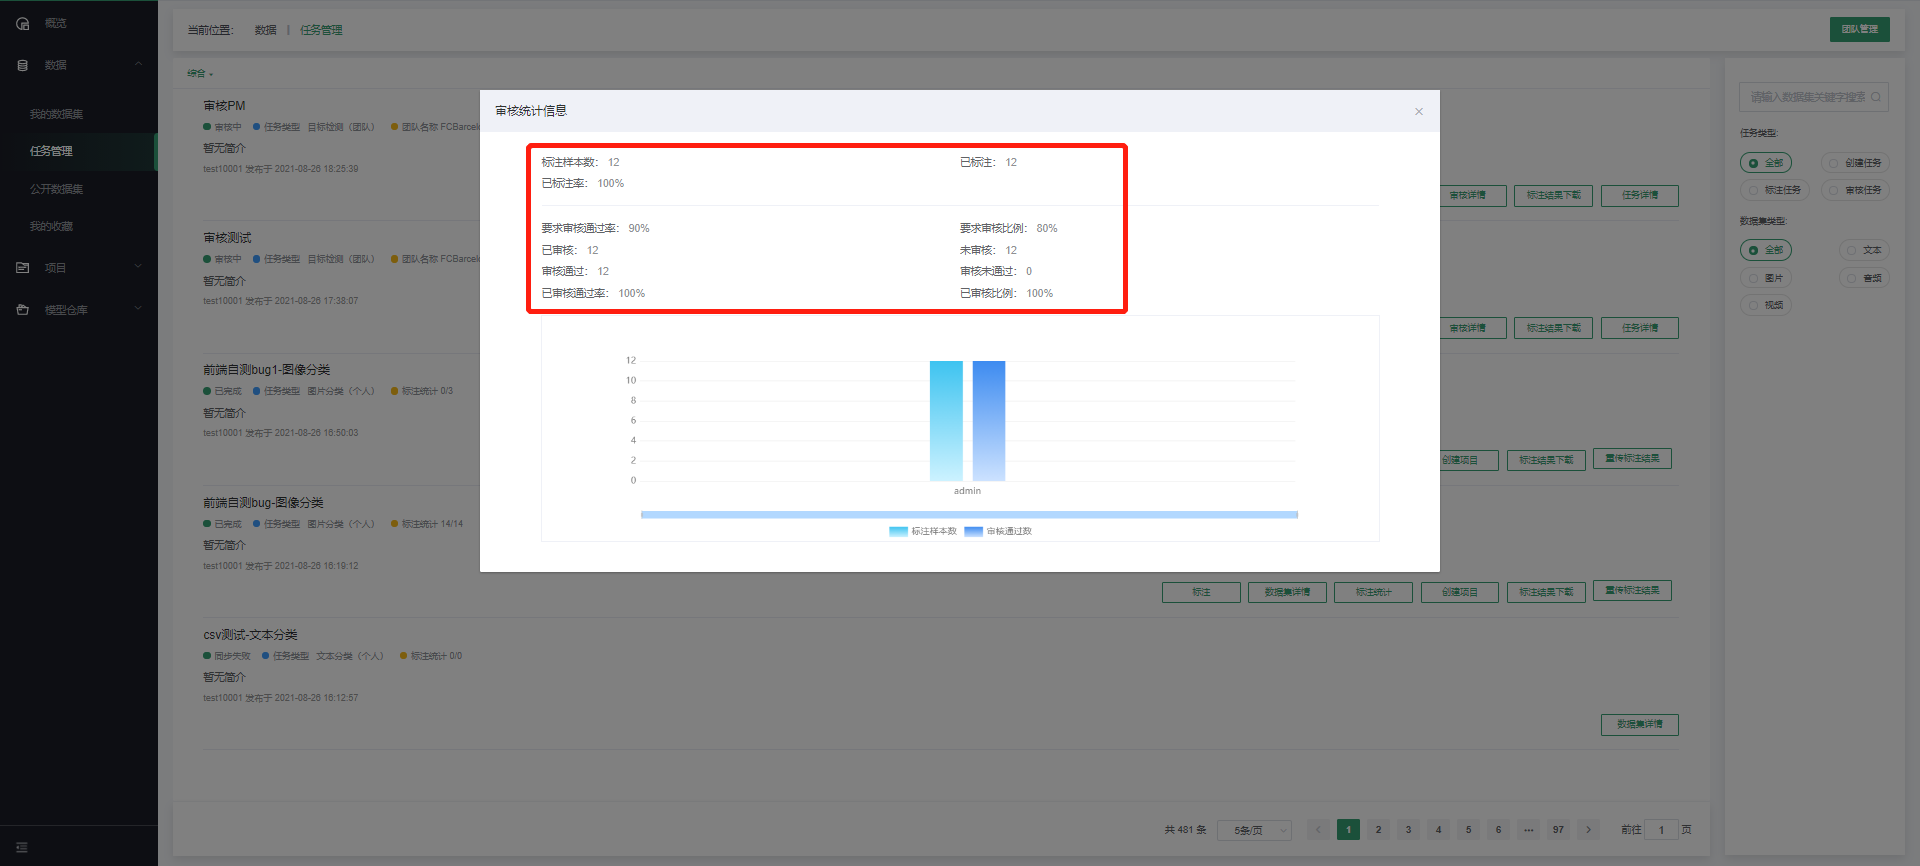 概览
数据
我的数据集
任务管理
公开数据集
我的收藏
项目
模型仓库
当前位置： 数据 | 任务管理
团队管理
综合
审核PM
审核中 任务类型 目标检测（团队） 团队名称 FCBarcel
暂无简介
test10001 发布于 2021-08-26 18:25:39
审核详情 标注结果下载 任务详情
审核测试
审核中 任务类型 目标检测（团队） 团队名称 FCBarcel
暂无简介
test10001 发布于 2021-08-26 17:38:07
审核详情 标注结果下载 任务详情
前端自测bug1-图像分类
已完成 任务类型 图片分类（个人） 标注统计 0/3
暂无简介
test10001 发布于 2021-08-26 16:50:03
创建项目 标注结果下载 重传标注结果
前端自测bug-图像分类
已完成 任务类型 图片分类（个人） 标注统计 14/14
暂无简介
test10001 发布于 2021-08-26 16:19:12
标注 数据集详情 标注统计 创建项目 标注结果下载 重传标注结果
csv测试-文本分类
同步失败 任务类型 文本分类（个人） 标注统计 0/0
暂无简介
test10001 发布于 2021-08-26 16:12:57
数据集详情
共 481 条 5条/页 < 1 2 3 4 5 6 ••• 97 > 前往 1 页
审核统计信息 ×
标注样本数： 12 已标注： 12
已标注率： 100%
要求审核通过率： 90% 要求审核比例： 80%
已审核： 12 未审核： 12
审核通过： 12 审核未通过： 0
已审核通过率： 100% 已审核比例： 100%
12
10
8
6
4
2
0
admin
标注样本数 审核通过数
请输入数据集关键字搜索
任务类型:
全部 创建任务
标注任务 审核任务
数据集类型:
全部 文本
图片 音频
视频